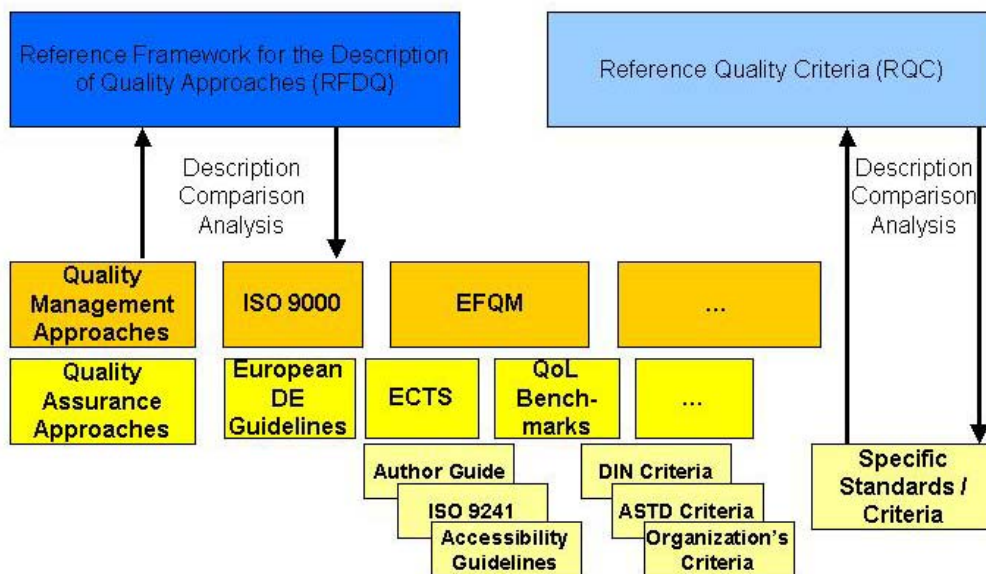 Reference Framework for the Description
of Quality Approaches (RFDQ)
Reference Quality Criteria (RQC)
Description
Comparison
Analysis
Description
Comparison
Analysis
Quality
Management
Approaches
ISO 9000
EFQM
...
Quality
Assurance
Approaches
European
DE
Guidelines
ECTS
QoL
Bench-
marks
...
Author Guide
ISO 9241
Accessibility
Guidelines
DIN Criteria
ASTD Criteria
Organization's
Criteria
Specific
Standards /
Criteria